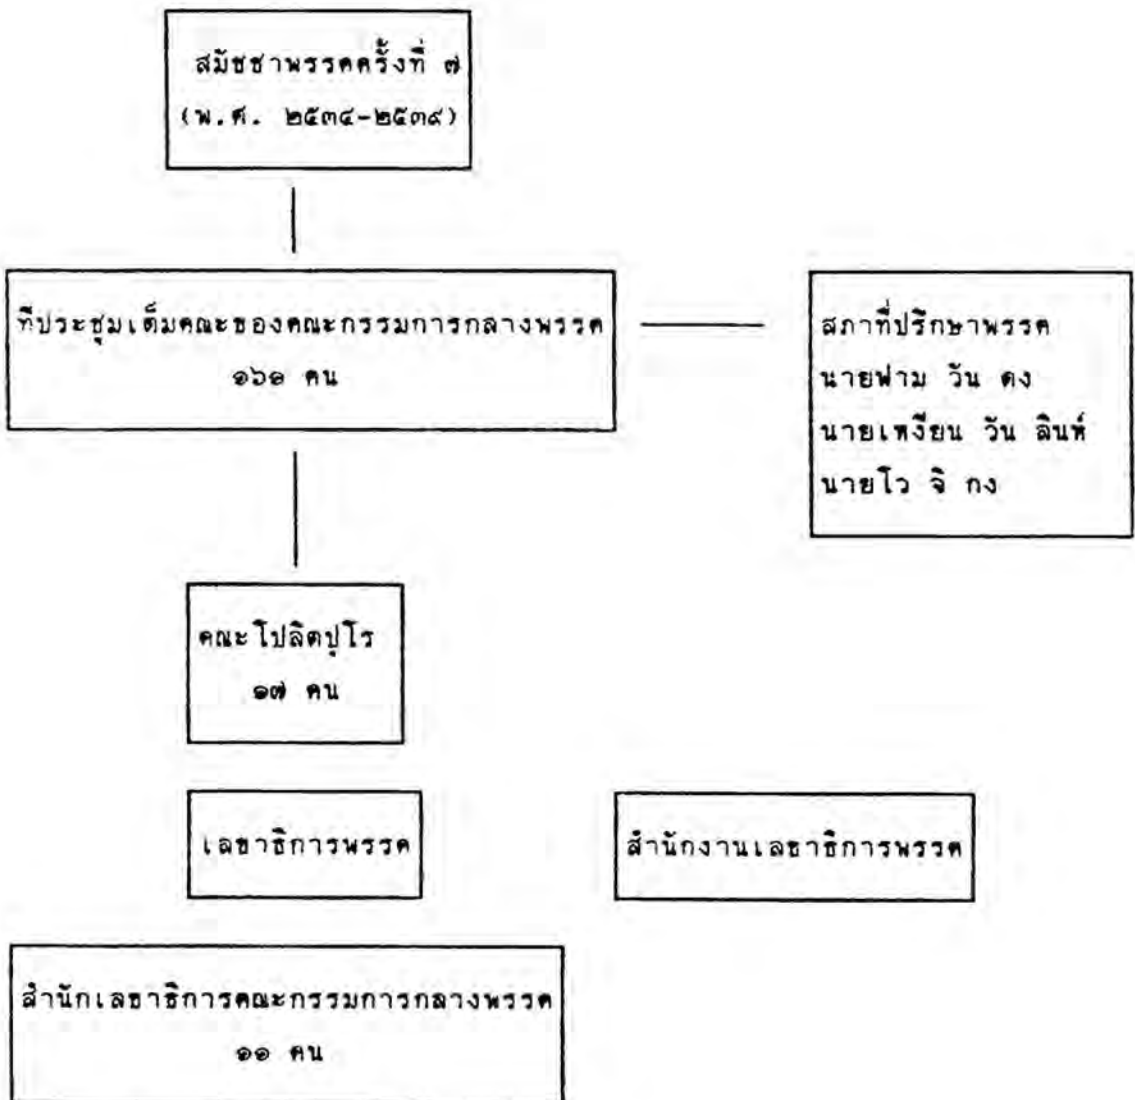 สมัชชาพรรคครั้งที่ ๗
(พ.ศ. ๒๕๓๔-๒๕๓๙)
ที่ประชุมเต็มคณะของคณะกรรมการกลางพรรค
๑๖๑ คน
สภาที่ปรึกษาพรรค
นายฟาม วัน ดง
นายเหงียน วัน ลินห์
นายโว จิ กง
คณะโปลิตบุโร
๑๗ คน
เลขาธิการพรรค
สำนักงานเลขาธิการพรรค
สำนักเลขาธิการคณะกรรมการกลางพรรค
๑๑ คน